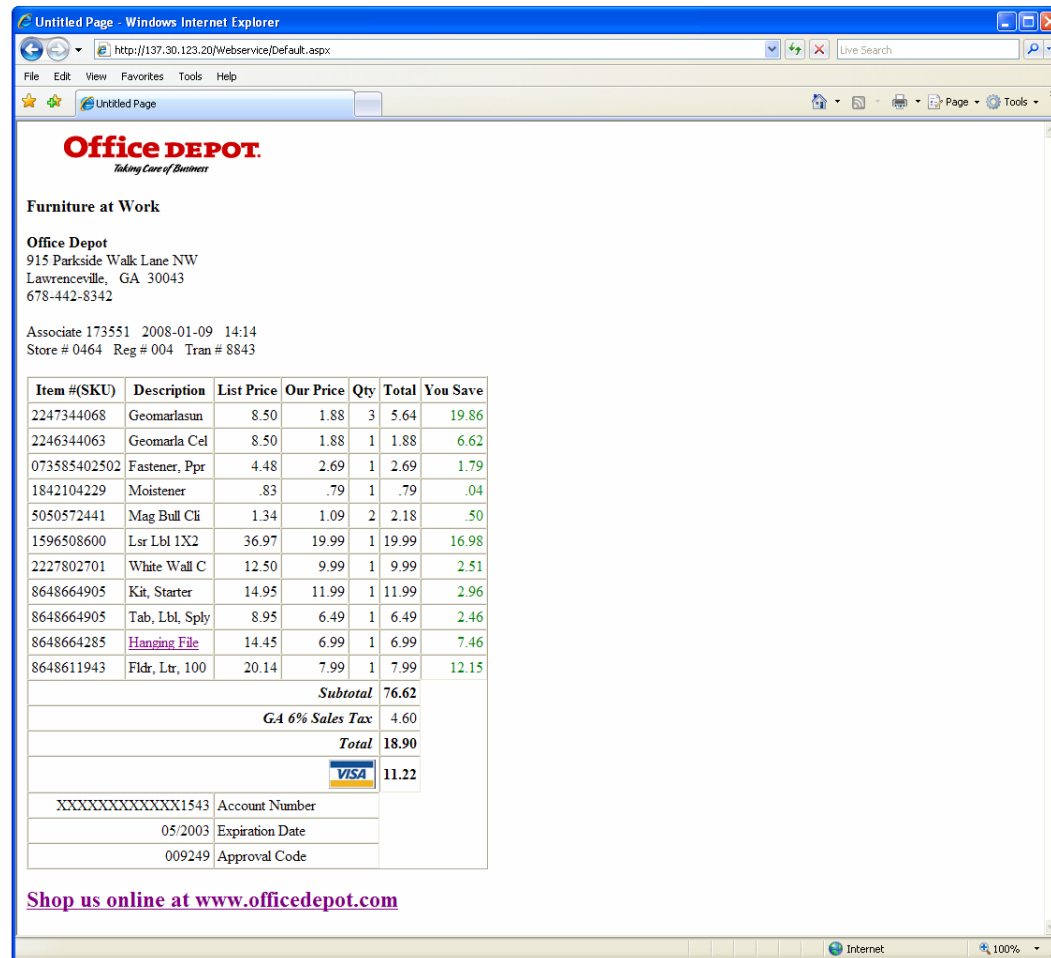 Untitled Page - Windows Internet Explorer
http://137.30.123.20/Webservice/Default.aspx
Live Search
File Edit View Favorites Tools Help
Untitled Page
Page Tools
Office DEPOT.
Taking Care of Business
Furniture at Work
Office Depot
915 Parkside Walk Lane NW
Lawrenceville, GA 30043
678-442-8342
Associate 173551 2008-01-09 14:14
Store # 0464 Reg # 004 Tran # 8843
Item #(SKU) Description List Price Our Price Qty Total You Save
2247344068 Geomarlasun 8.50 1.88 3 5.64 19.86
2246344063 Geomarla Cel 8.50 1.88 1 1.88 6.62
073585402502 Fastener, Ppr 4.48 2.69 1 2.69 1.79
1842104229 Moistener .83 .79 1 .79 .04
5050572441 Mag Bull Cli 1.34 1.09 2 2.18 .50
1596508600 Lsr Lbl 1X2 36.97 19.99 1 19.99 16.98
2227802701 White Wall C 12.50 9.99 1 9.99 2.51
8648664905 Kit, Starter 14.95 11.99 1 11.99 2.96
8648664905 Tab, Lbl, Sply 8.95 6.49 1 6.49 2.46
8648664285 Hanging File 14.45 6.99 1 6.99 7.46
8648611943 Fldr, Ltr, 100 20.14 7.99 1 7.99 12.15
Subtotal 76.62
GA 6% Sales Tax 4.60
Total 18.90
VISA 11.22
XXXXXXXXXXXX1543 Account Number
05/2003 Expiration Date
009249 Approval Code
Shop us online at www.officedepot.com
Internet 100%